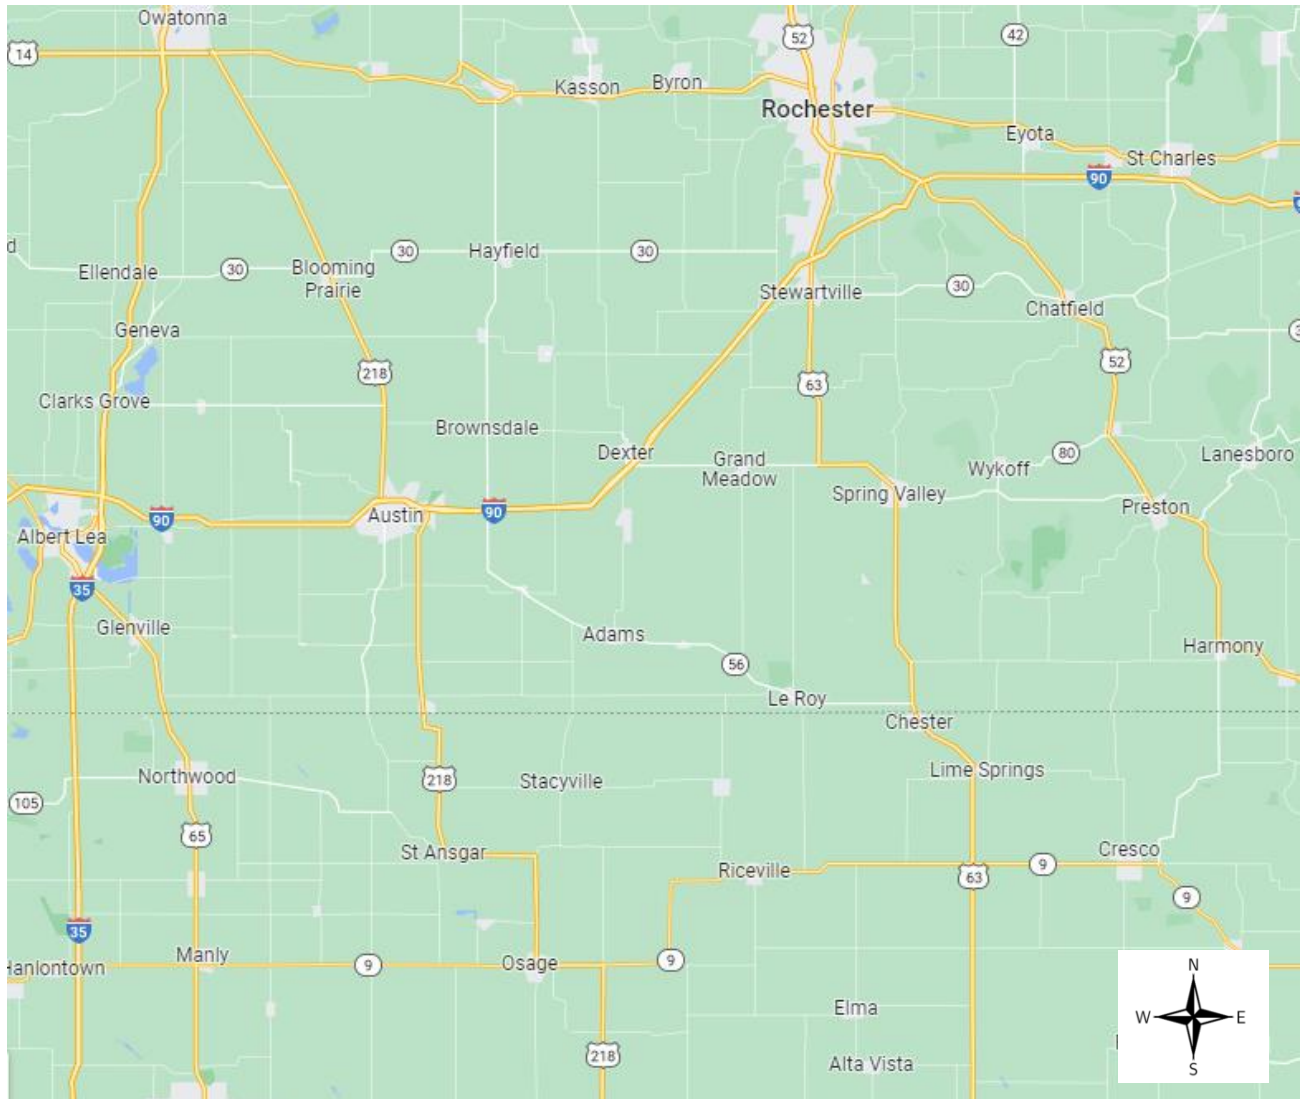 Owatonna
52
42
14
Kasson
Byron
Rochester
Eyota
St Charles
90
d
30
Hayfield
30
Ellendale
30
Blooming
Prairie
Stewartville
30
Chatfield
Geneva
218
63
52
Clarks Grove
Brownsdale
Dexter
Grand
Meadow
Wykoff
80
Lanesboro
Spring Valley
Preston
Austin
90
90
Albert Lea
35
Glenville
Adams
Harmony
56
Le Roy
Chester
Northwood
218
Stacyville
Lime Springs
105
65
St Ansgar
Riceville
63
9
Cresco
9
35
Manly
Hanlontown
9
Osage
9
N
W
E
S
Elma
218
Alta Vista